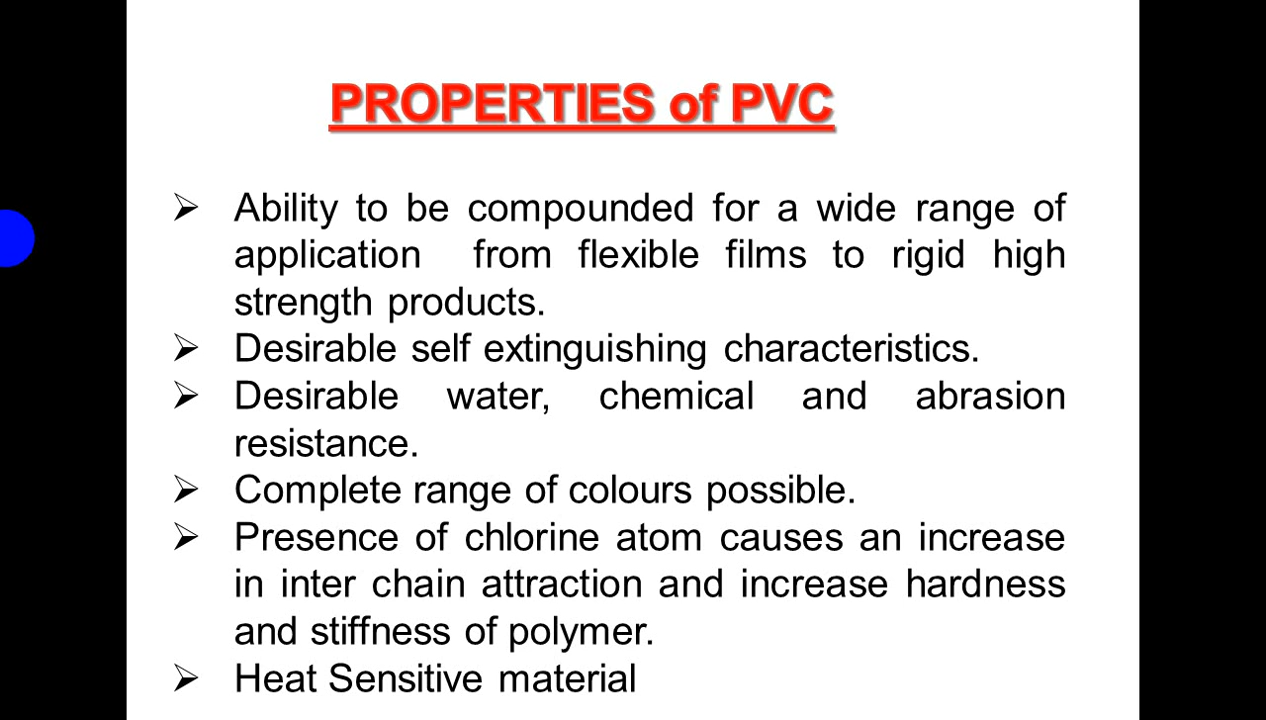 PROPERTIES of PVC
➢ Ability to be compounded for a wide range of
application from flexible films to rigid high
strength products.
➢ Desirable self extinguishing characteristics.
➢ Desirable water, chemical and abrasion
resistance.
➢ Complete range of colours possible.
➢ Presence of chlorine atom causes an increase
in inter chain attraction and increase hardness
and stiffness of polymer.
➢ Heat Sensitive material